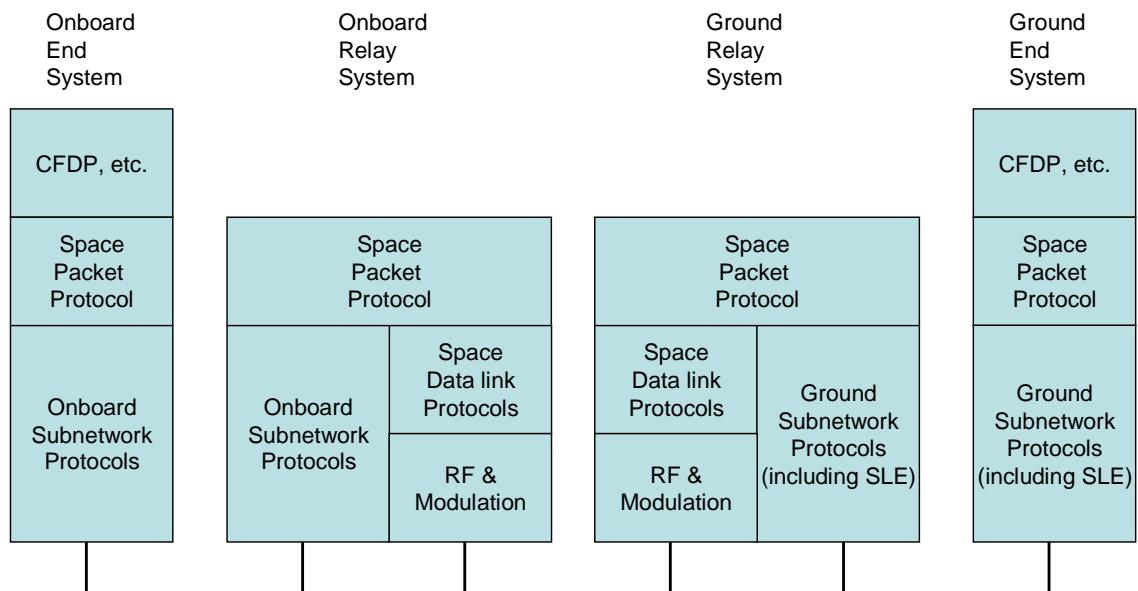 Onboard
End
System
Onboard
Relay
System
Ground
Relay
System
Ground
End
System
CFDP, etc.
Space
Packet
Protocol
Onboard
Subnetwork
Protocols
Space
Packet
Protocol
Onboard
Subnetwork
Protocols
Space
Data link
Protocols
RF &
Modulation
Space
Packet
Protocol
Space
Data link
Protocols
RF &
Modulation
Ground
Subnetwork
Protocols
(including SLE)
CFDP, etc.
Space
Packet
Protocol
Ground
Subnetwork
Protocols
(including SLE)